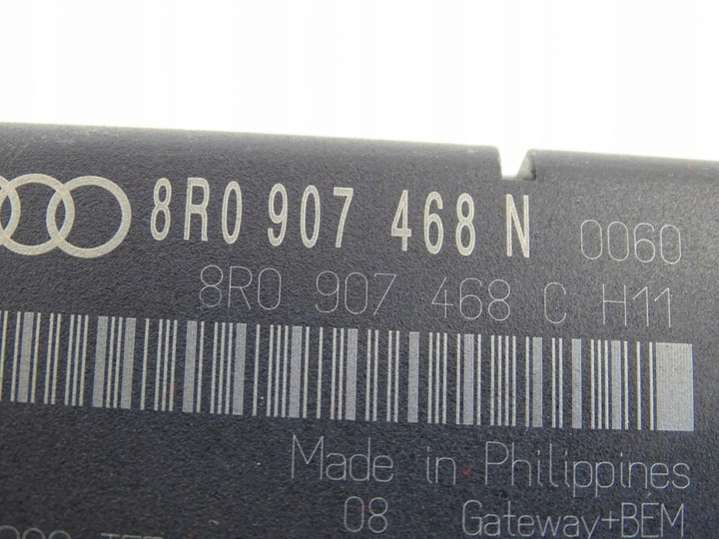 8R0 907 468 N 0060
8R0 907 468 C H11
Made in Philippines
08 Gateway+BEM